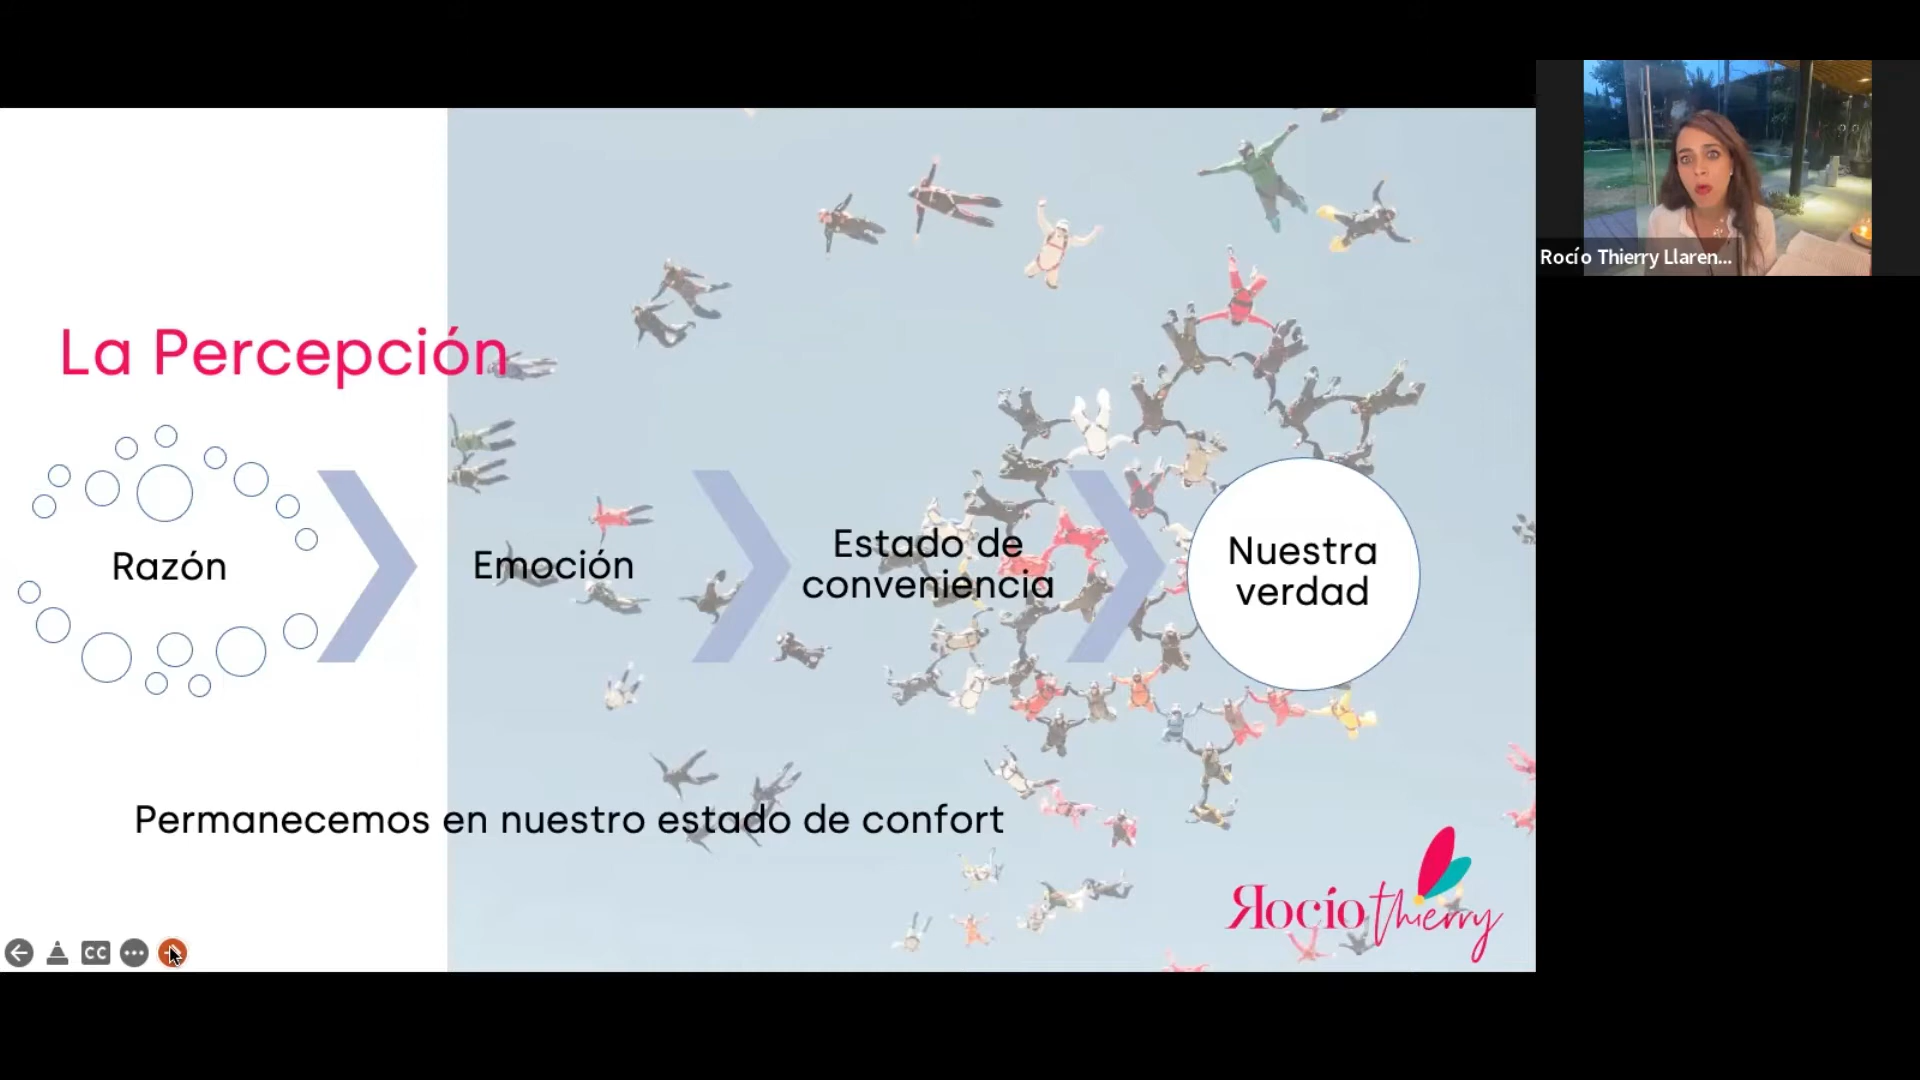 Rocío Thierry Llaren...
La Percepción
Razón
Emoción
Estado de
conveniencia
Nuestra
verdad
Permanecemos en nuestro estado de confort
Rocío Thierry
CC